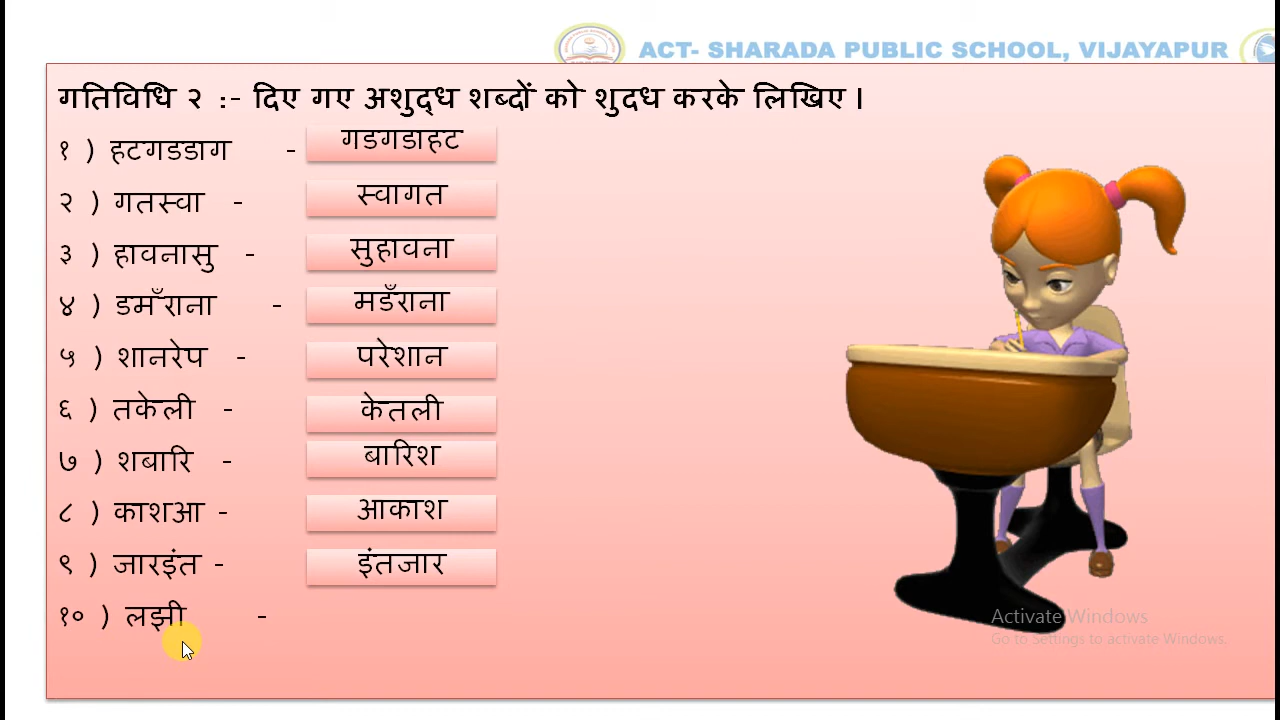 ACT- SHARADA PUBLIC SCHOOL, VIJAYAPUR
गतिविधि २ :- दिए गए अशुद्ध शब्दों को शुदध करके लिखिए ।
१ ) हटगडडाग - गडगडाहट
२ ) गतस्वा - स्वागत
३ ) हावनासु - सुहावना
४ ) डमँराना - मडँराना
५ ) शानरेप - परेशान
६ ) तकेली - केतली
७ ) शबारि - बारिश
८ ) काशआ - आकाश
९ ) जारइंत - इंतजार
१० ) लझी -
Activate Windows
Go to Settings to activate Windows.